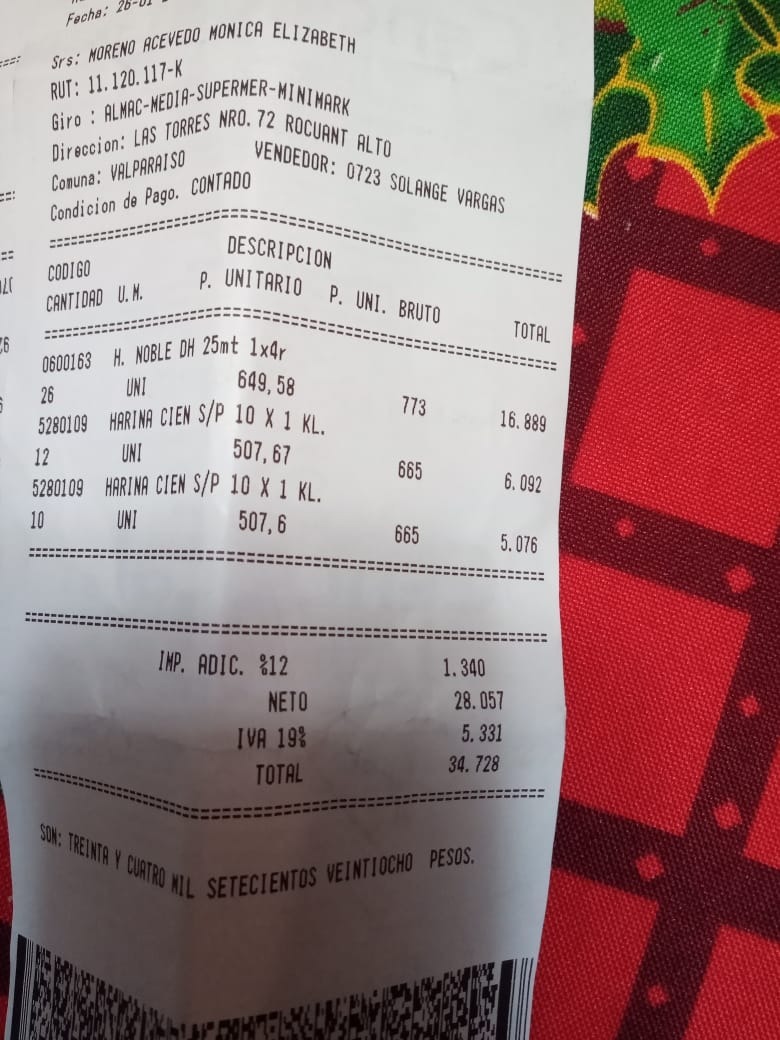 Fecha: 26-01
Srs: MORENO ACEVEDO MONICA ELIZABETH
RUT: 11.120.117-K
Giro : ALMAC-MEDIA-SUPERMER-MINIMARK
Direccion: LAS TORRES NRO. 72 ROCUANT ALTO
Comuna: VALPARAISO VENDEDOR: 0723 SOLANGE VARGAS
Condicion de Pago. CONTADO
================================================
CODIGO DESCRIPCION
CANTIDAD U.M. P. UNITARIO P. UNI. BRUTO TOTAL
================================================
0600163 H. NOBLE DH 25mt 1x4r
26 UNI 649,58 773 16.889
5280109 HARINA CIEN S/P 10 X 1 KL.
12 UNI 507,67 665 6.092
5280109 HARINA CIEN S/P 10 X 1 KL.
10 UNI 507,6 665 5.076
================================================
================================================
IMP. ADIC. %12 1.340
NETO 28.057
IVA 19% 5.331
TOTAL 34.728
================================================
SON: TREINTA Y CUATRO MIL SETECIENTOS VEINTIOCHO PESOS.